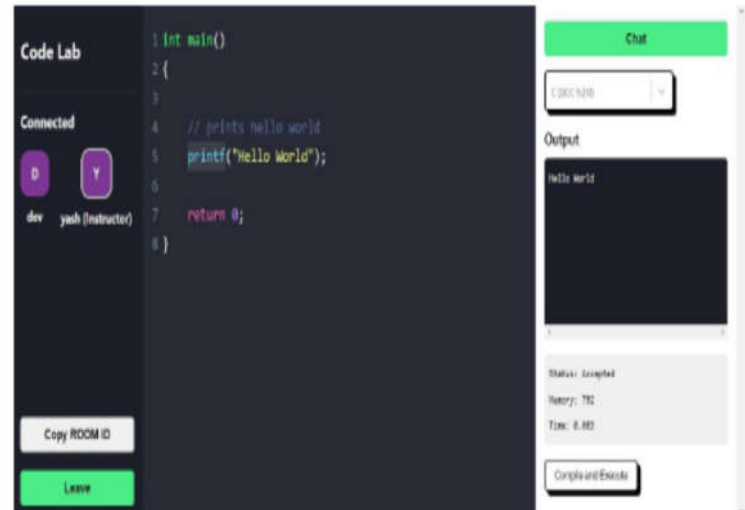 Code Lab
Connected
D
Y
dev
yash (Instructor)
Copy ROOM ID
Leave
1 int main()
2 {
3
4 // prints hello world
5 printf("Hello World");
6
7 return 0;
8 }
Chat
Output
Hello World
Status: Accepted
Memory: 792
Time: 0.003
Compile and Execute